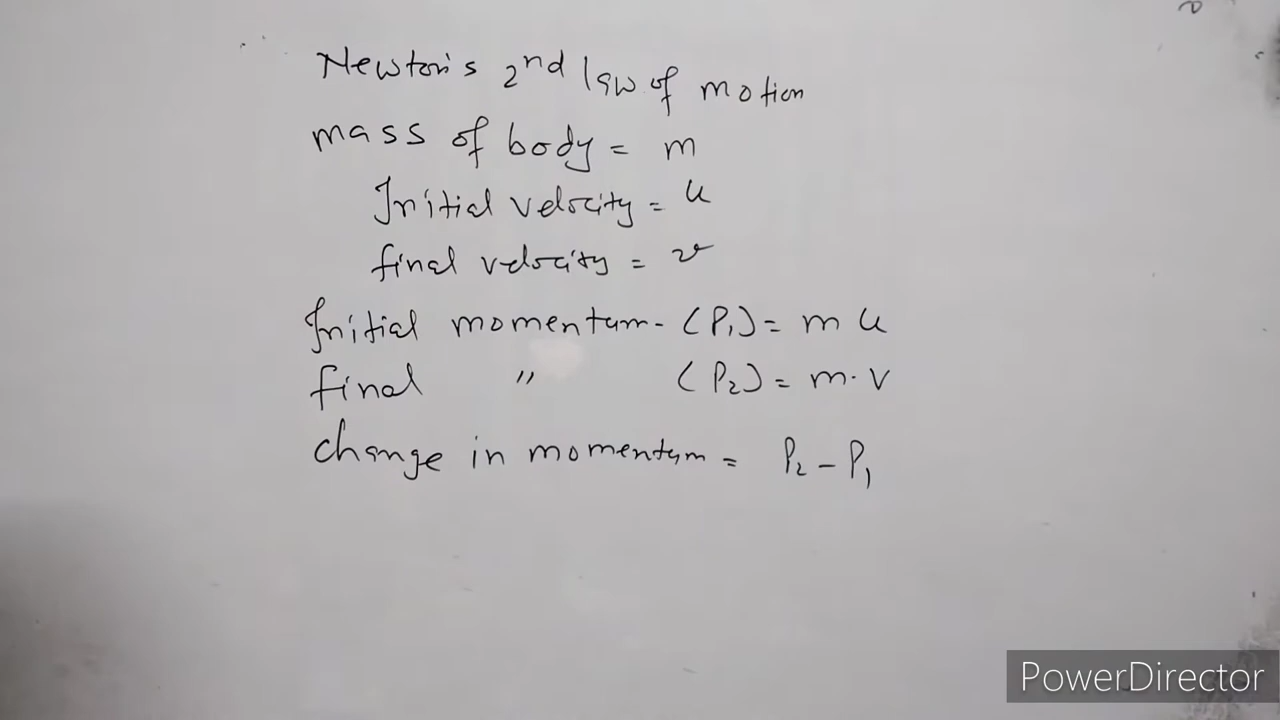 Newton's 2nd law of motion
mass of body = m
Initial velocity = u
final velocity = v
Initial momentum - (P₁) = m u
final " (P₂) = m·v
change in momentum = P₂ - P₁
PowerDirector